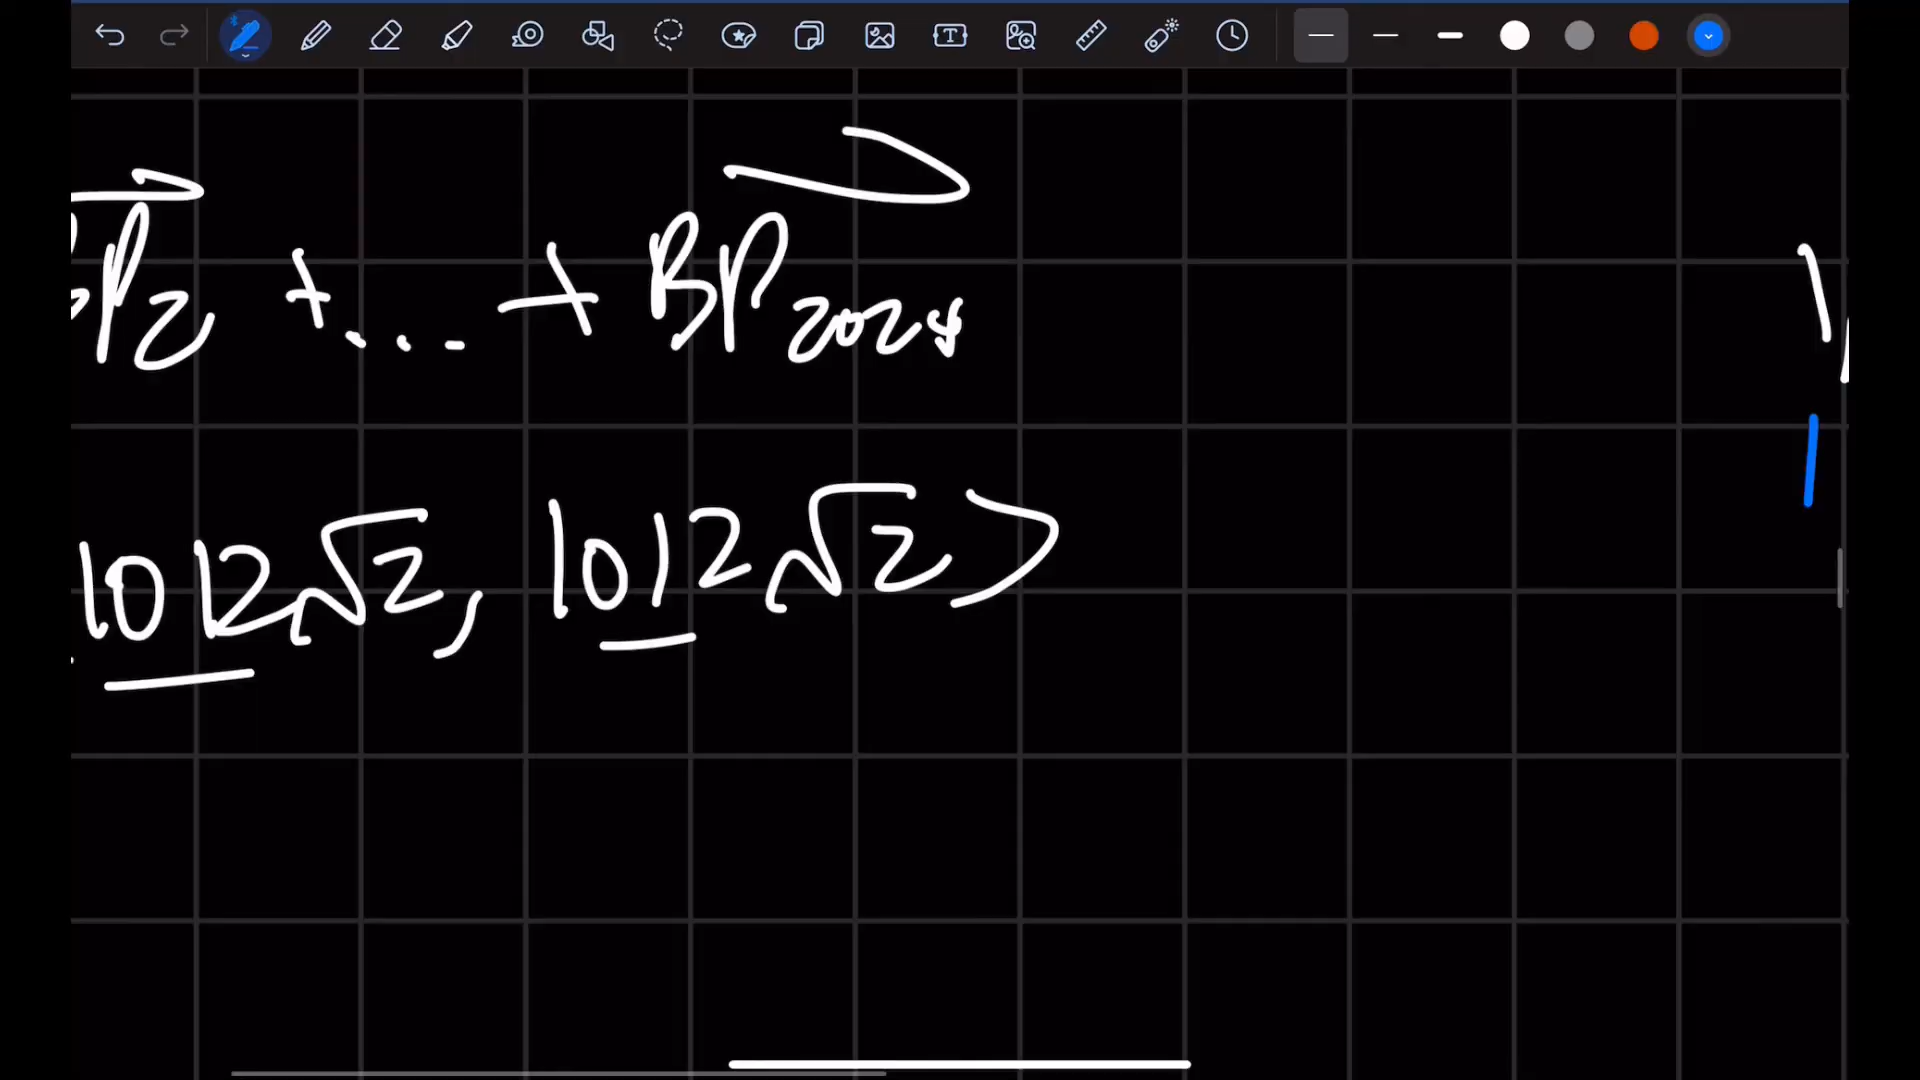 P₂ + ... + BP₂₀₂₄
1012√2, 1012√2)